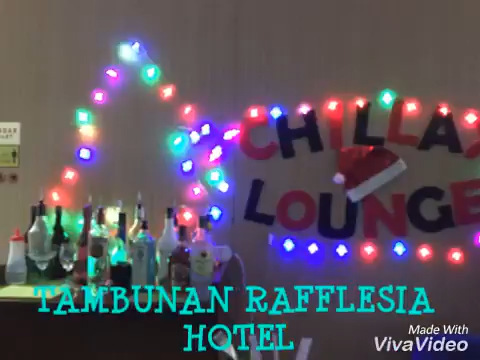 CHILLAX
LOUNGE
TAMBUNAN RAFFLESIA
HOTEL
Made With
VivaVideo